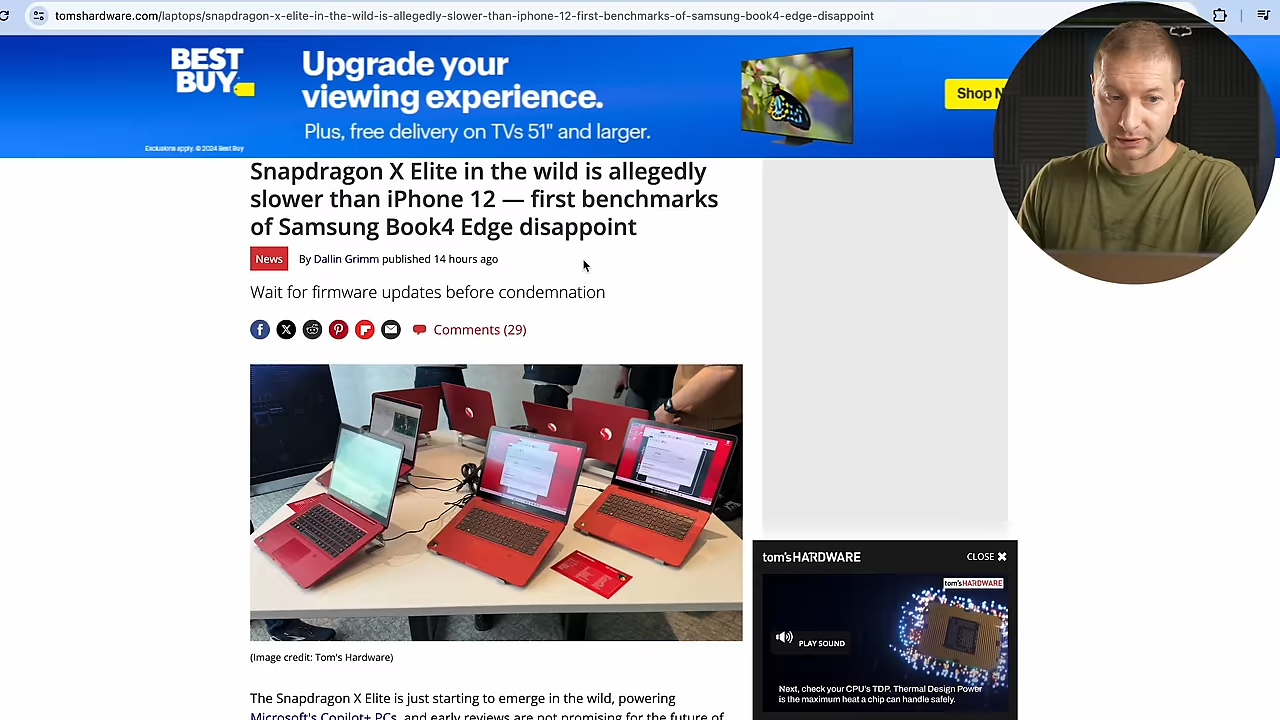 tomshardware.com/laptops/snapdragon-x-elite-in-the-wild-is-allegedly-slower-than-iphone-12-first-benchmarks-of-samsung-book4-edge-disappoint
BEST
BUY
Upgrade your
viewing experience.
Plus, free delivery on TVs 51" and larger.
Exclusions apply. © 2024 Best Buy
Shop N
Snapdragon X Elite in the wild is allegedly
slower than iPhone 12 — first benchmarks
of Samsung Book4 Edge disappoint
News
By Dallin Grimm published 14 hours ago
Wait for firmware updates before condemnation
Comments (29)
(Image credit: Tom's Hardware)
The Snapdragon X Elite is just starting to emerge in the wild, powering
Microsoft's Copilot+ PCs, and early reviews are not promising for the future of
tom'sHARDWARE
CLOSE
tom'sHARDWARE
PLAY SOUND
Next, check your CPU's TDP. Thermal Design Power
is the maximum heat a chip can handle safely.